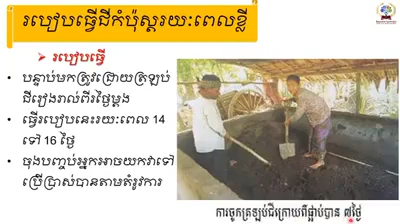 របៀបធ្វើជីកំប៉ុស្តរយៈពេលខ្លី
របៀបធ្វើ
បន្ទាប់មកត្រូវជ្រោយត្រឡប់
ជីរៀងរាល់ពីរថ្ងៃម្តង
ធ្វើរបៀបនេះរយៈពេល 14
ទៅ 16 ថ្ងៃ
ចុងបញ្ចប់អ្នកអាចយកវាទៅ
ប្រើប្រាស់បានតាមតំរូវការ
ការចូកត្រឡប់ជីក្រោយពីផ្អាប់បាន ៧ថ្ងៃ